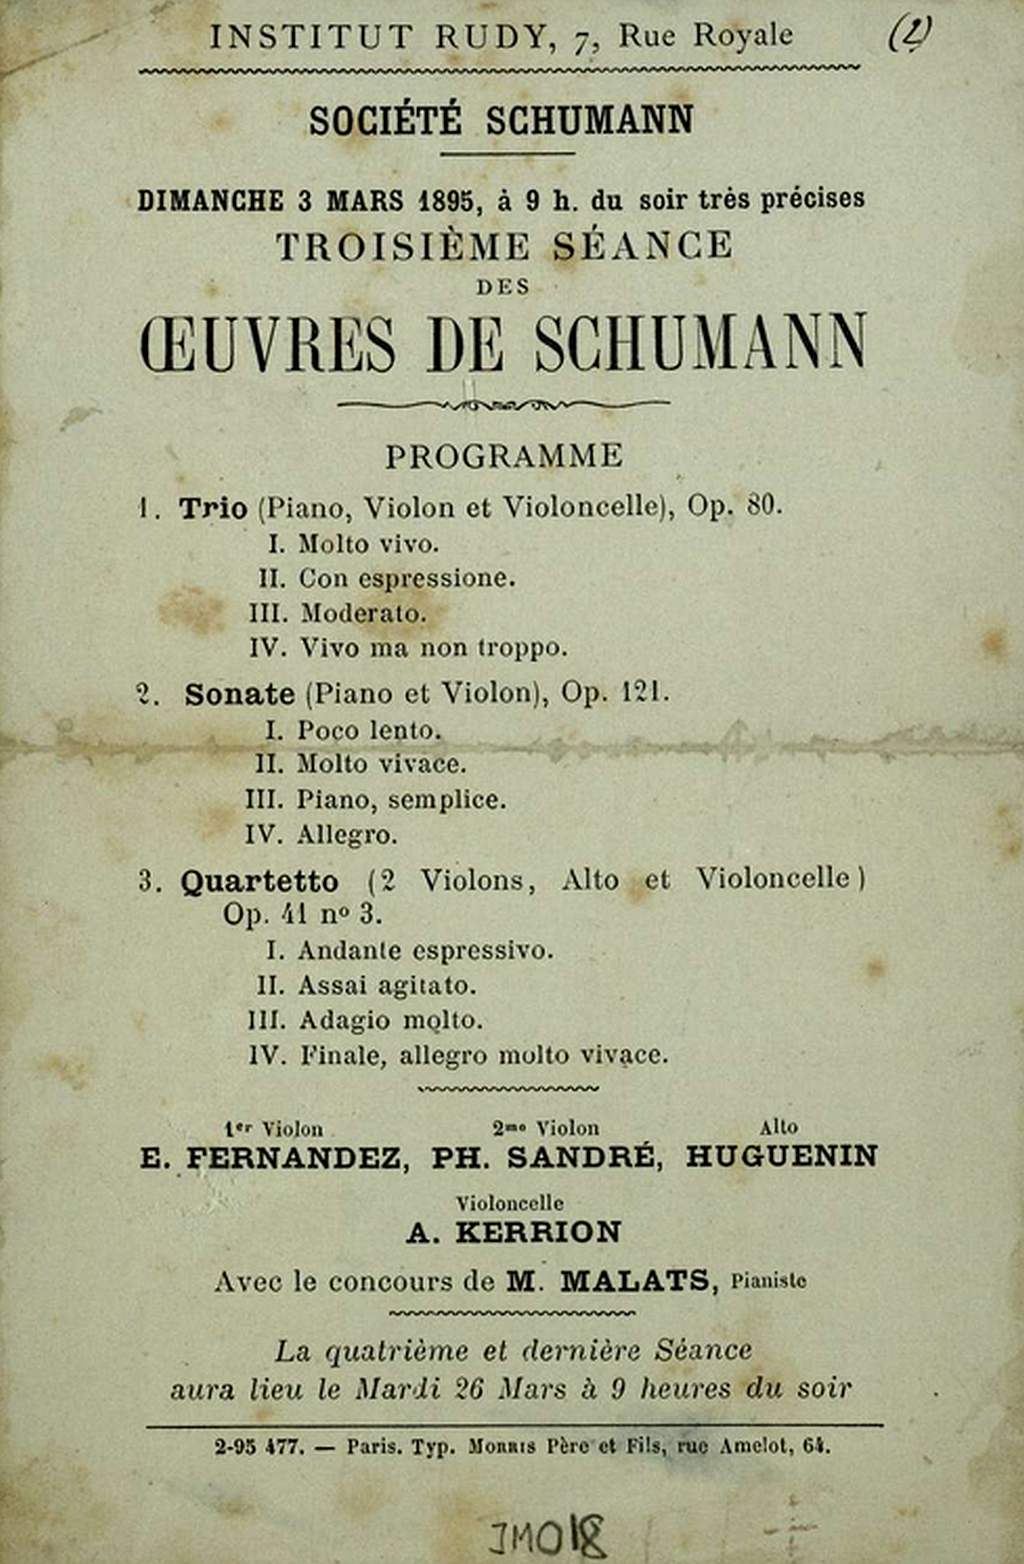 INSTITUT RUDY, 7, Rue Royale (2)
SOCIÉTÉ SCHUMANN
DIMANCHE 3 MARS 1895, à 9 h. du soir très précises
TROISIÈME SÉANCE
DES
ŒUVRES DE SCHUMANN
PROGRAMME
1. Trio (Piano, Violon et Violoncelle), Op. 80.
I. Molto vivo.
II. Con espressione.
III. Moderato.
IV. Vivo ma non troppo.
2. Sonate (Piano et Violon), Op. 121.
I. Poco lento.
II. Molto vivace.
III. Piano, semplice.
IV. Allegro.
3. Quartetto (2 Violons, Alto et Violoncelle)
Op. 41 nº 3.
I. Andante espressivo.
II. Assai agitato.
III. Adagio molto.
IV. Finale, allegro molto vivace.
1er Violon 2me Violon Alto
E. FERNANDEZ, PH. SANDRÉ, HUGUENIN
Violoncelle
A. KERRION
Avec le concours de M. MALATS, Pianiste
La quatrième et dernière Séance
aura lieu le Mardi 26 Mars à 9 heures du soir
2-95 477. — Paris. Typ. MORRIS Père et Fils, rue Amelot, 64.
JM018